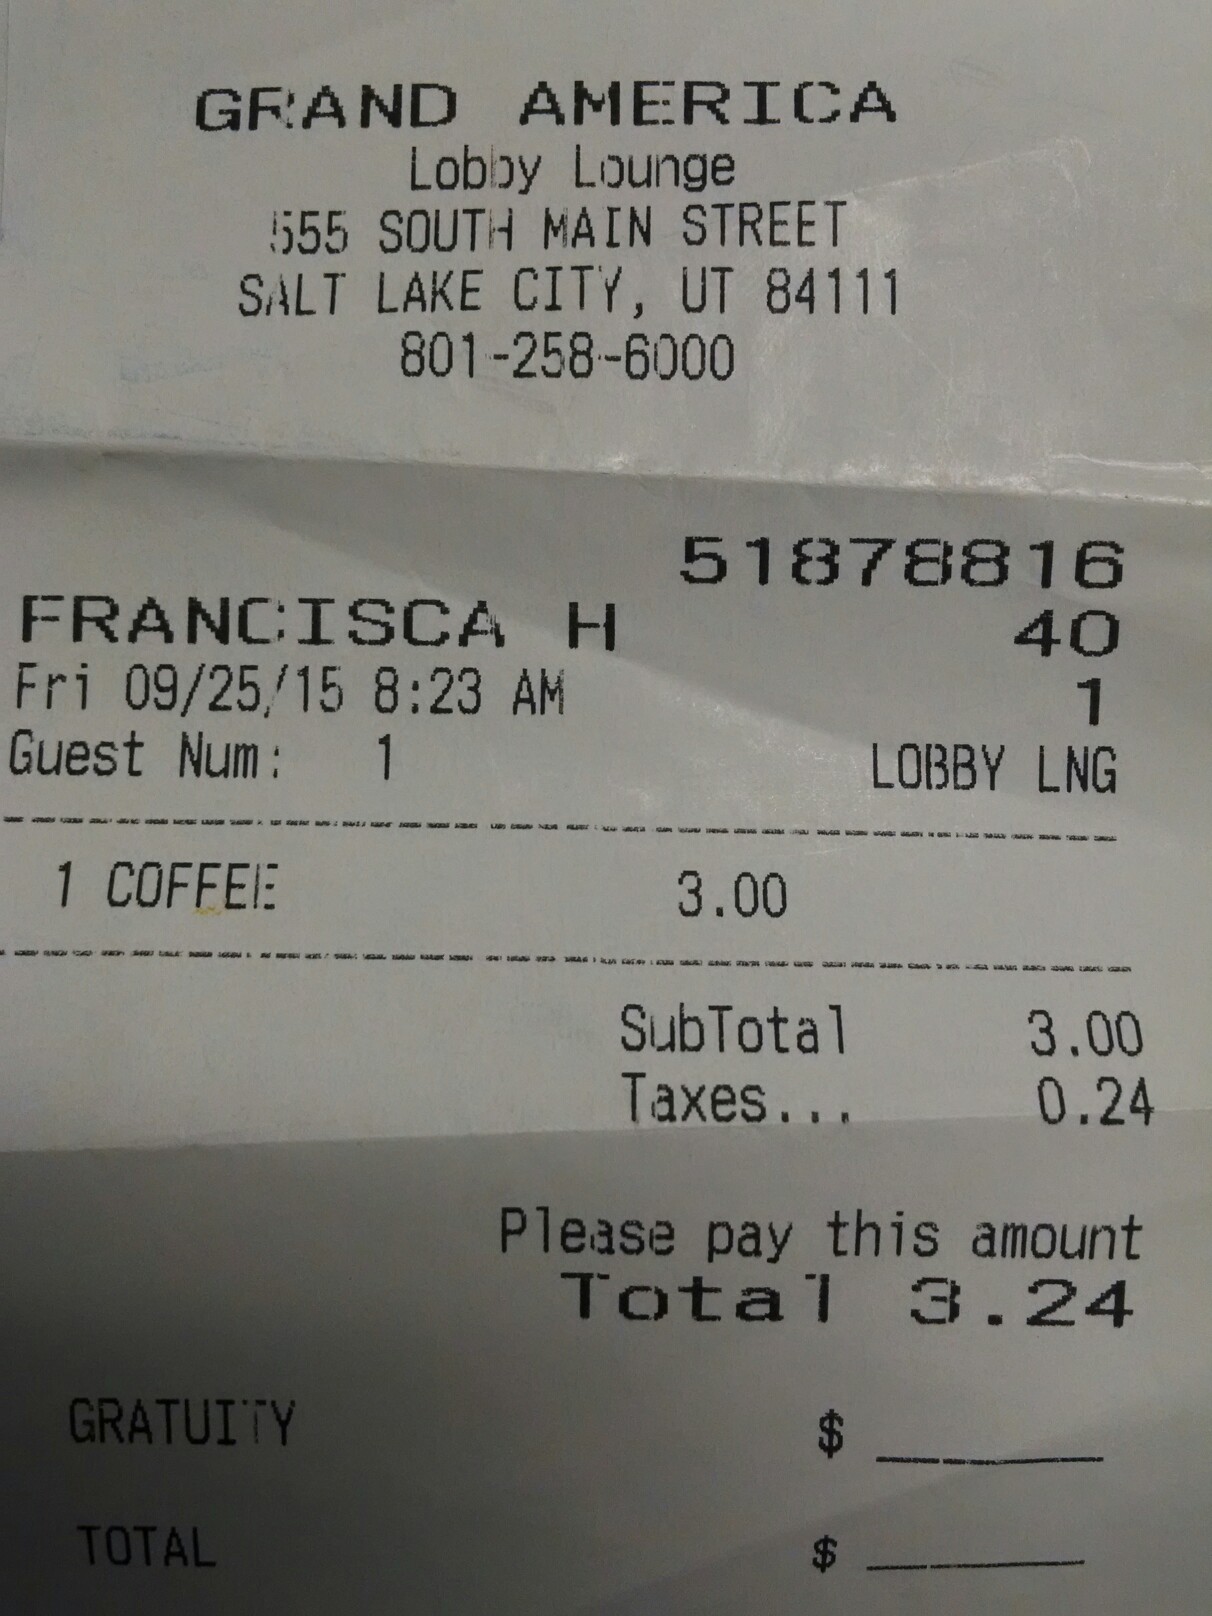 GRAND AMERICA
Lobby Lounge
555 SOUTH MAIN STREET
SALT LAKE CITY, UT 84111
801-258-6000
51878816
FRANCISCA H 40
Fri 09/25/15 8:23 AM 1
Guest Num: 1 LOBBY LNG
1 COFFEE 3.00
SubTotal 3.00
Taxes... 0.24
Please pay this amount
Total 3.24
GRATUITY $ ______
TOTAL $ ______